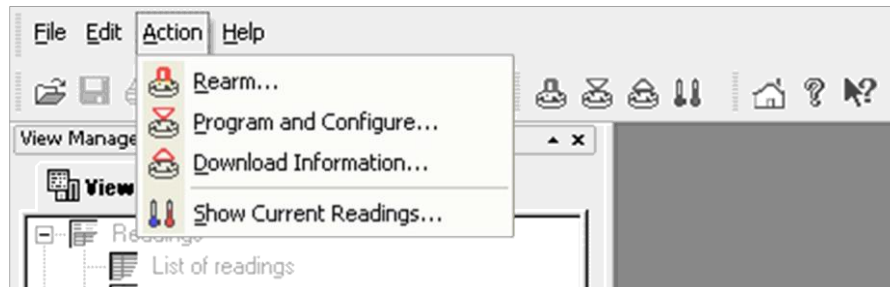 File Edit Action Help
Rearm...
Program and Configure...
Download Information...
Show Current Readings...
View Manage
View
Readings
List of readings